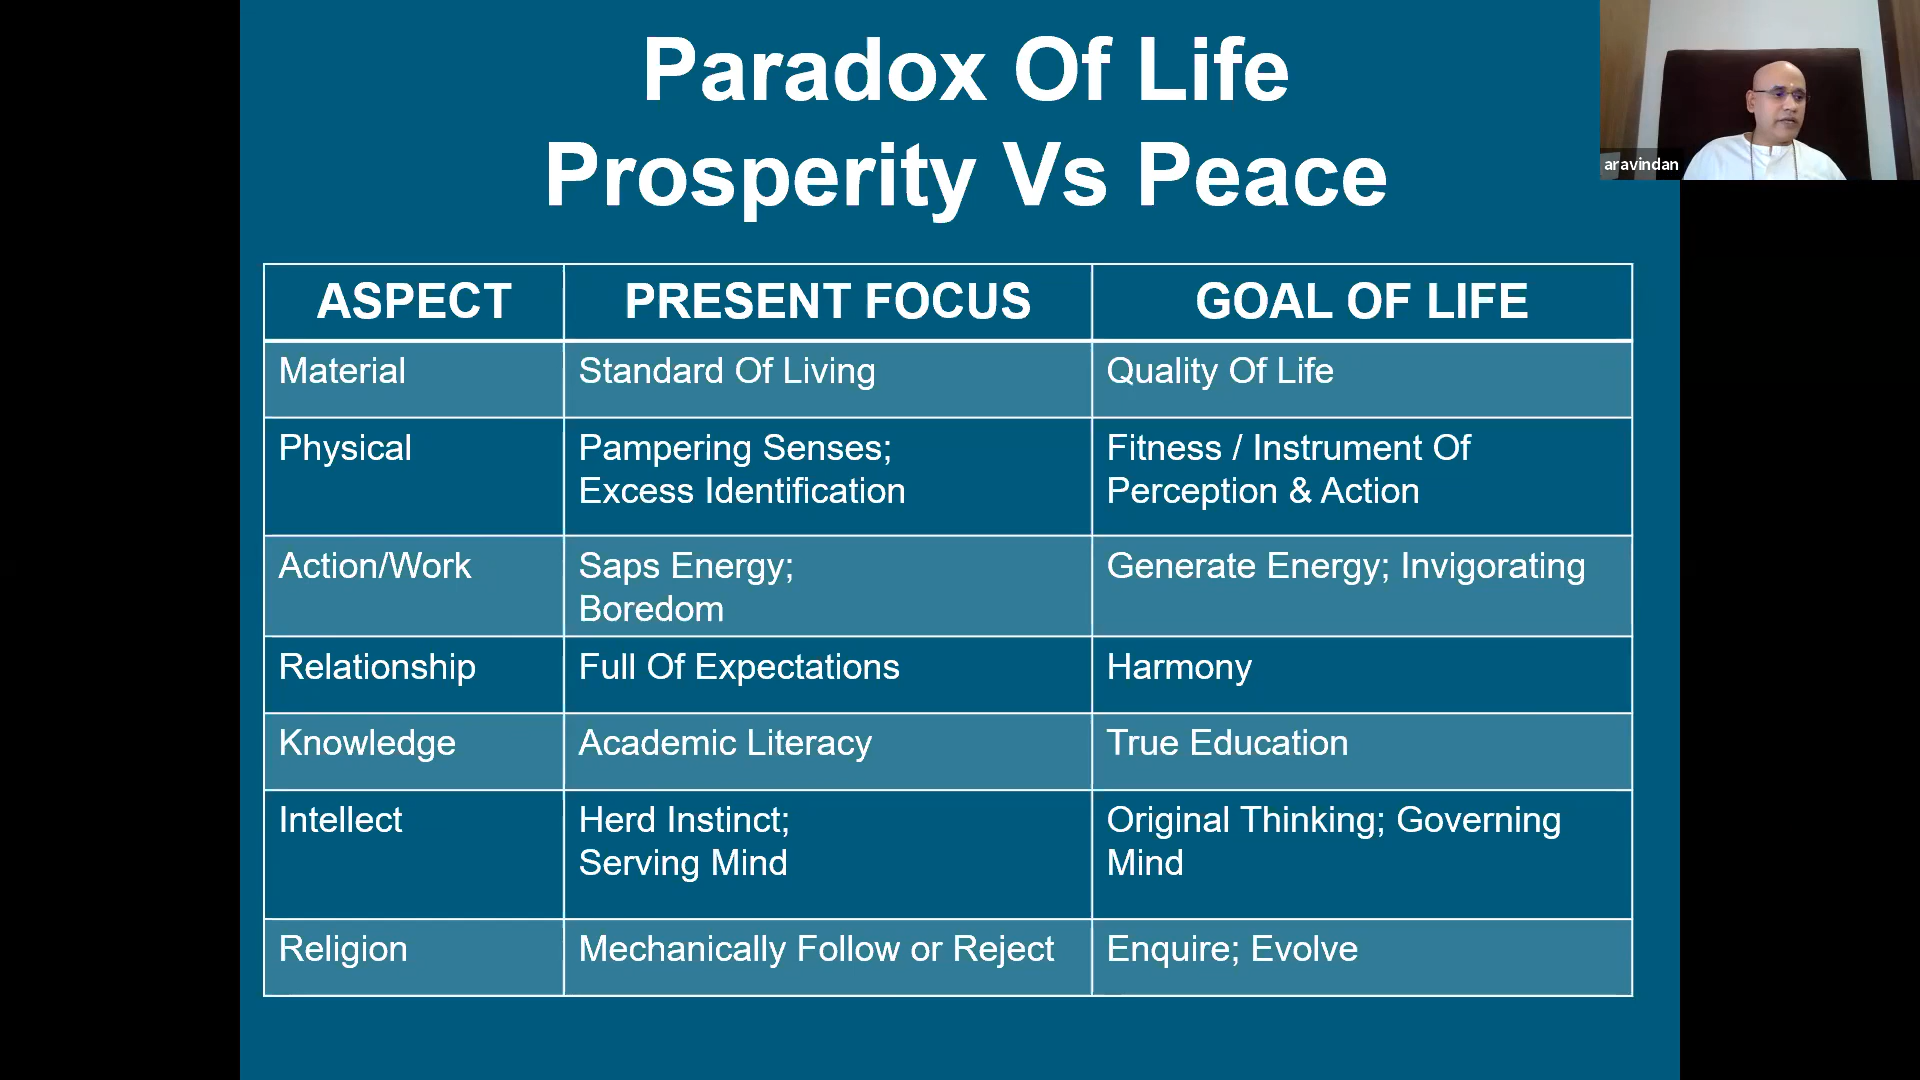 Paradox Of Life
Prosperity Vs Peace
aravindan
ASPECT PRESENT FOCUS GOAL OF LIFE
Material Standard Of Living Quality Of Life
Physical Pampering Senses; Fitness / Instrument Of
Excess Identification Perception & Action
Action/Work Saps Energy; Generate Energy; Invigorating
Boredom
Relationship Full Of Expectations Harmony
Knowledge Academic Literacy True Education
Intellect Herd Instinct; Original Thinking; Governing
Serving Mind Mind
Religion Mechanically Follow or Reject Enquire; Evolve